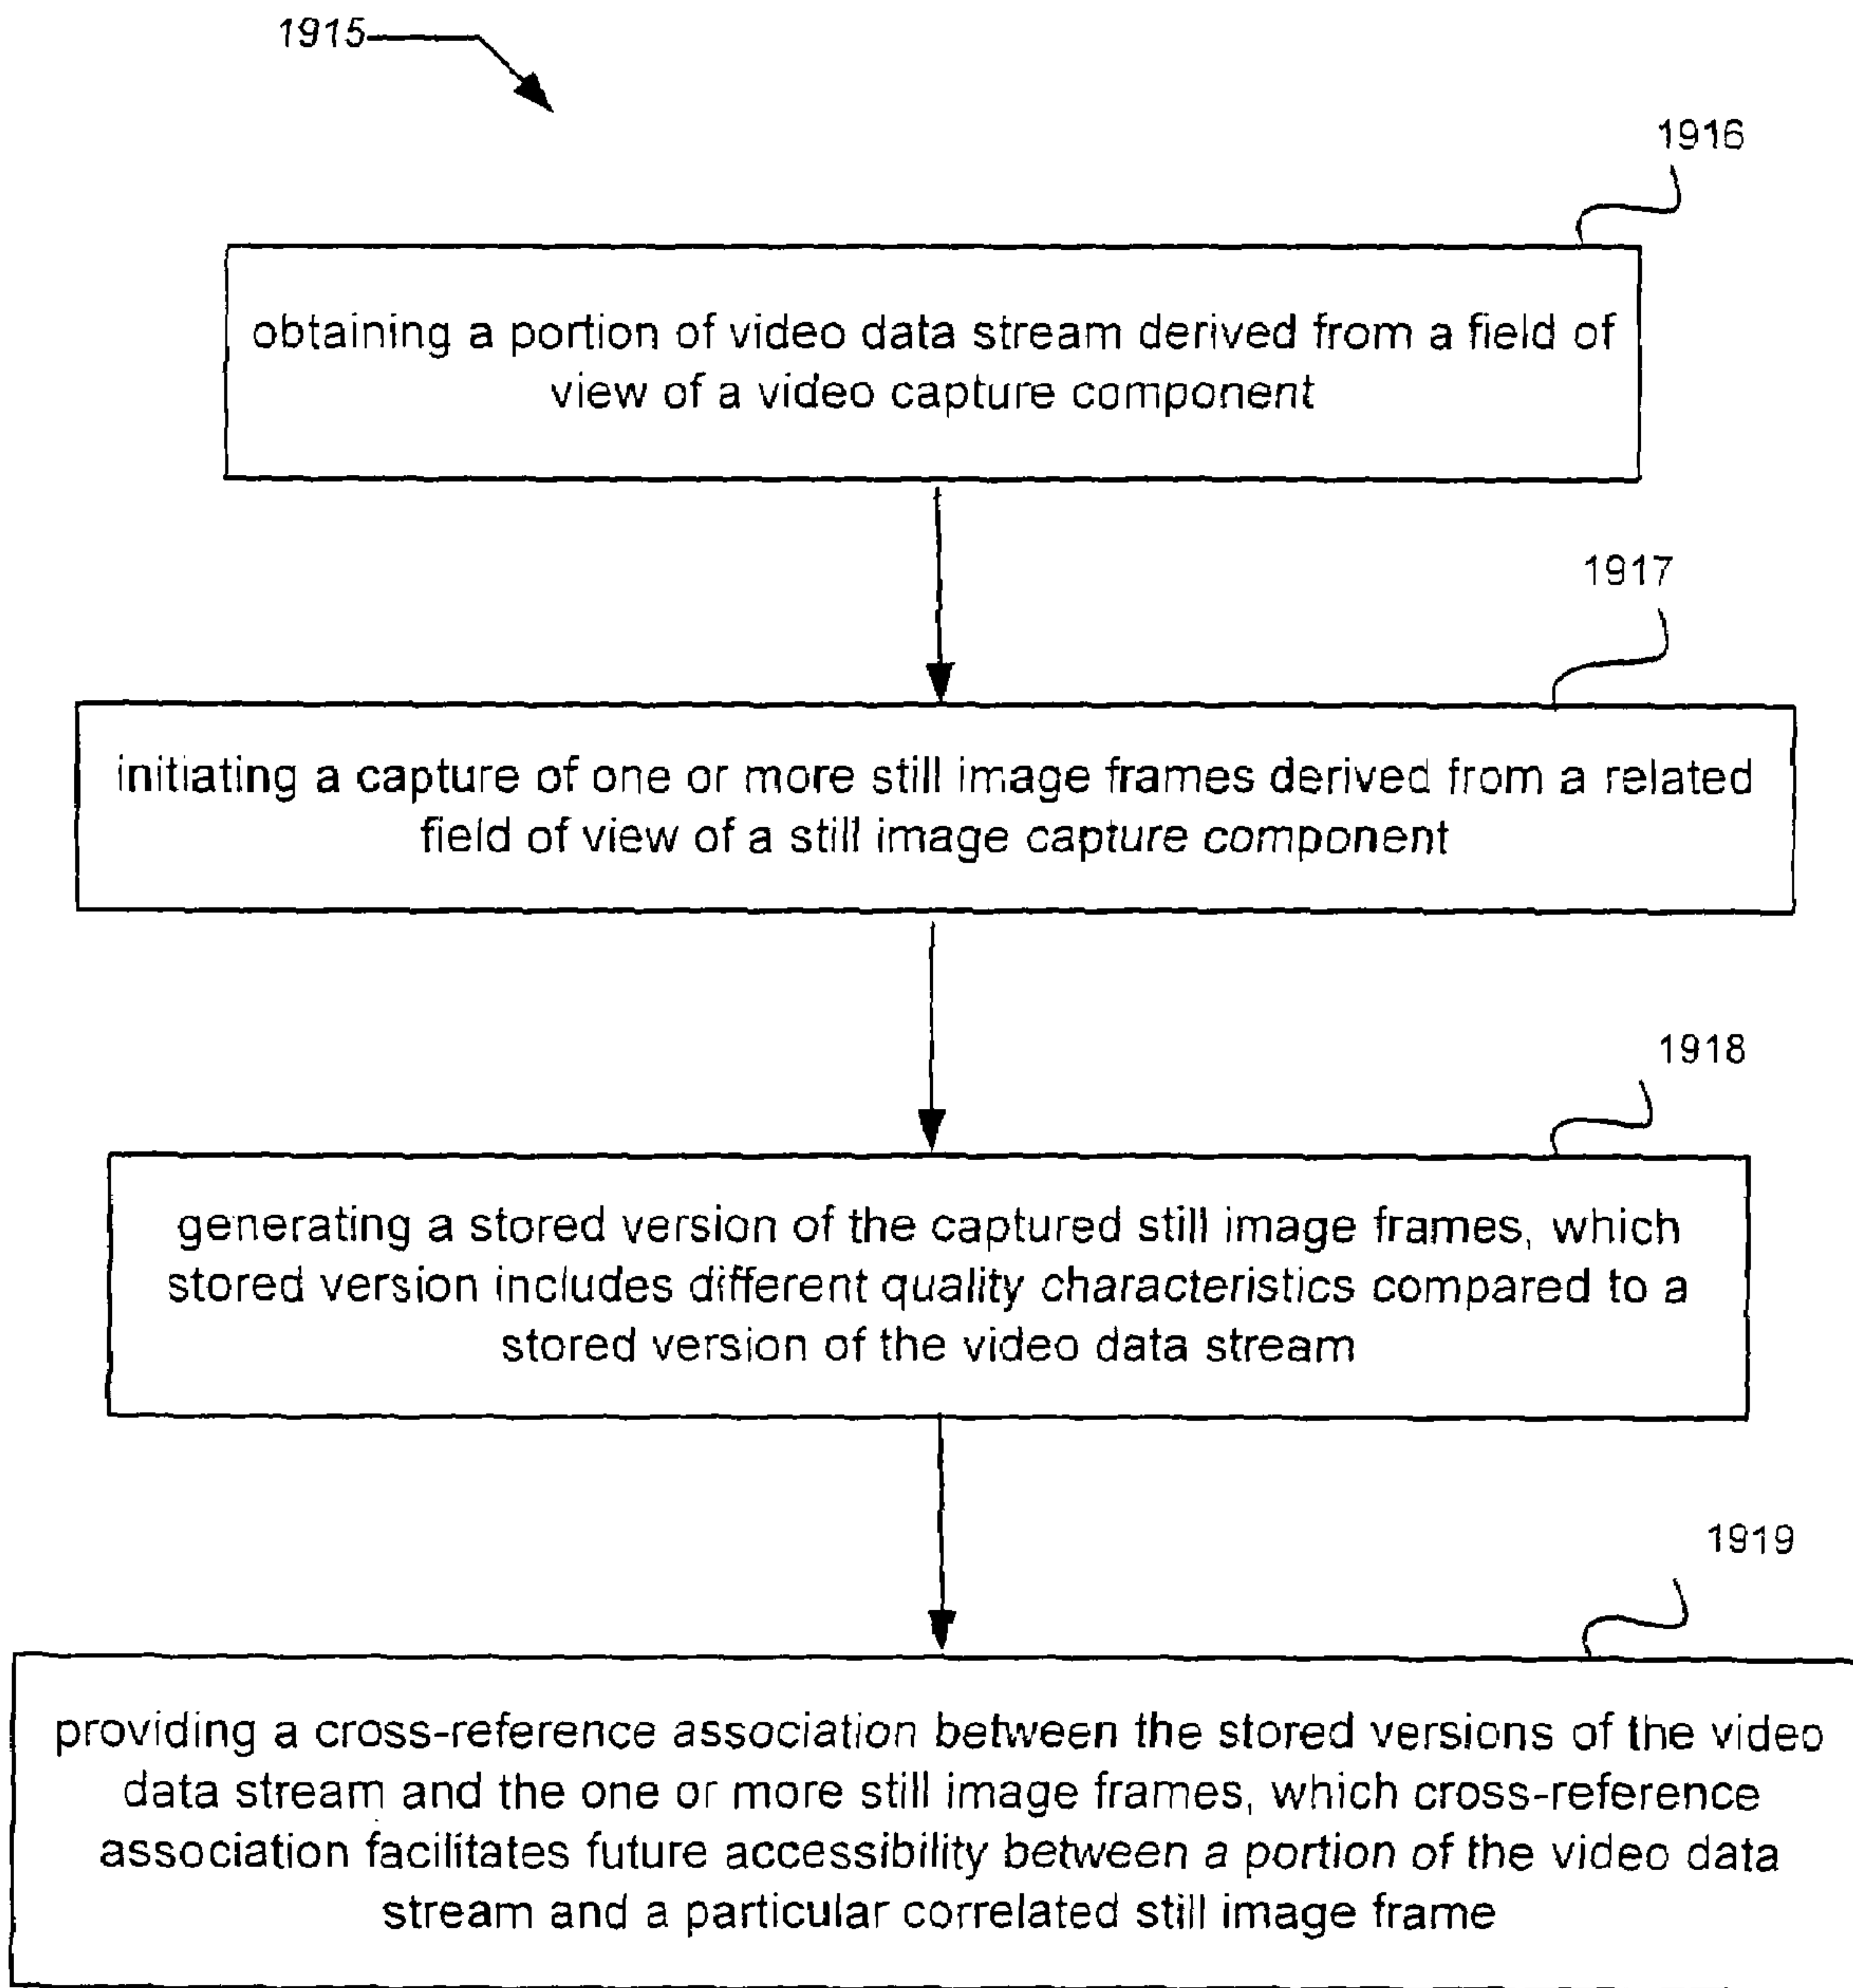 1915
1916
obtaining a portion of video data stream derived from a field of
view of a video capture component
1917
initiating a capture of one or more still image frames derived from a related
field of view of a still image capture component
1918
generating a stored version of the captured still image frames, which
stored version includes different quality characteristics compared to a
stored version of the video data stream
1919
providing a cross-reference association between the stored versions of the video
data stream and the one or more still image frames, which cross-reference
association facilitates future accessibility between a portion of the video data
stream and a particular correlated still image frame